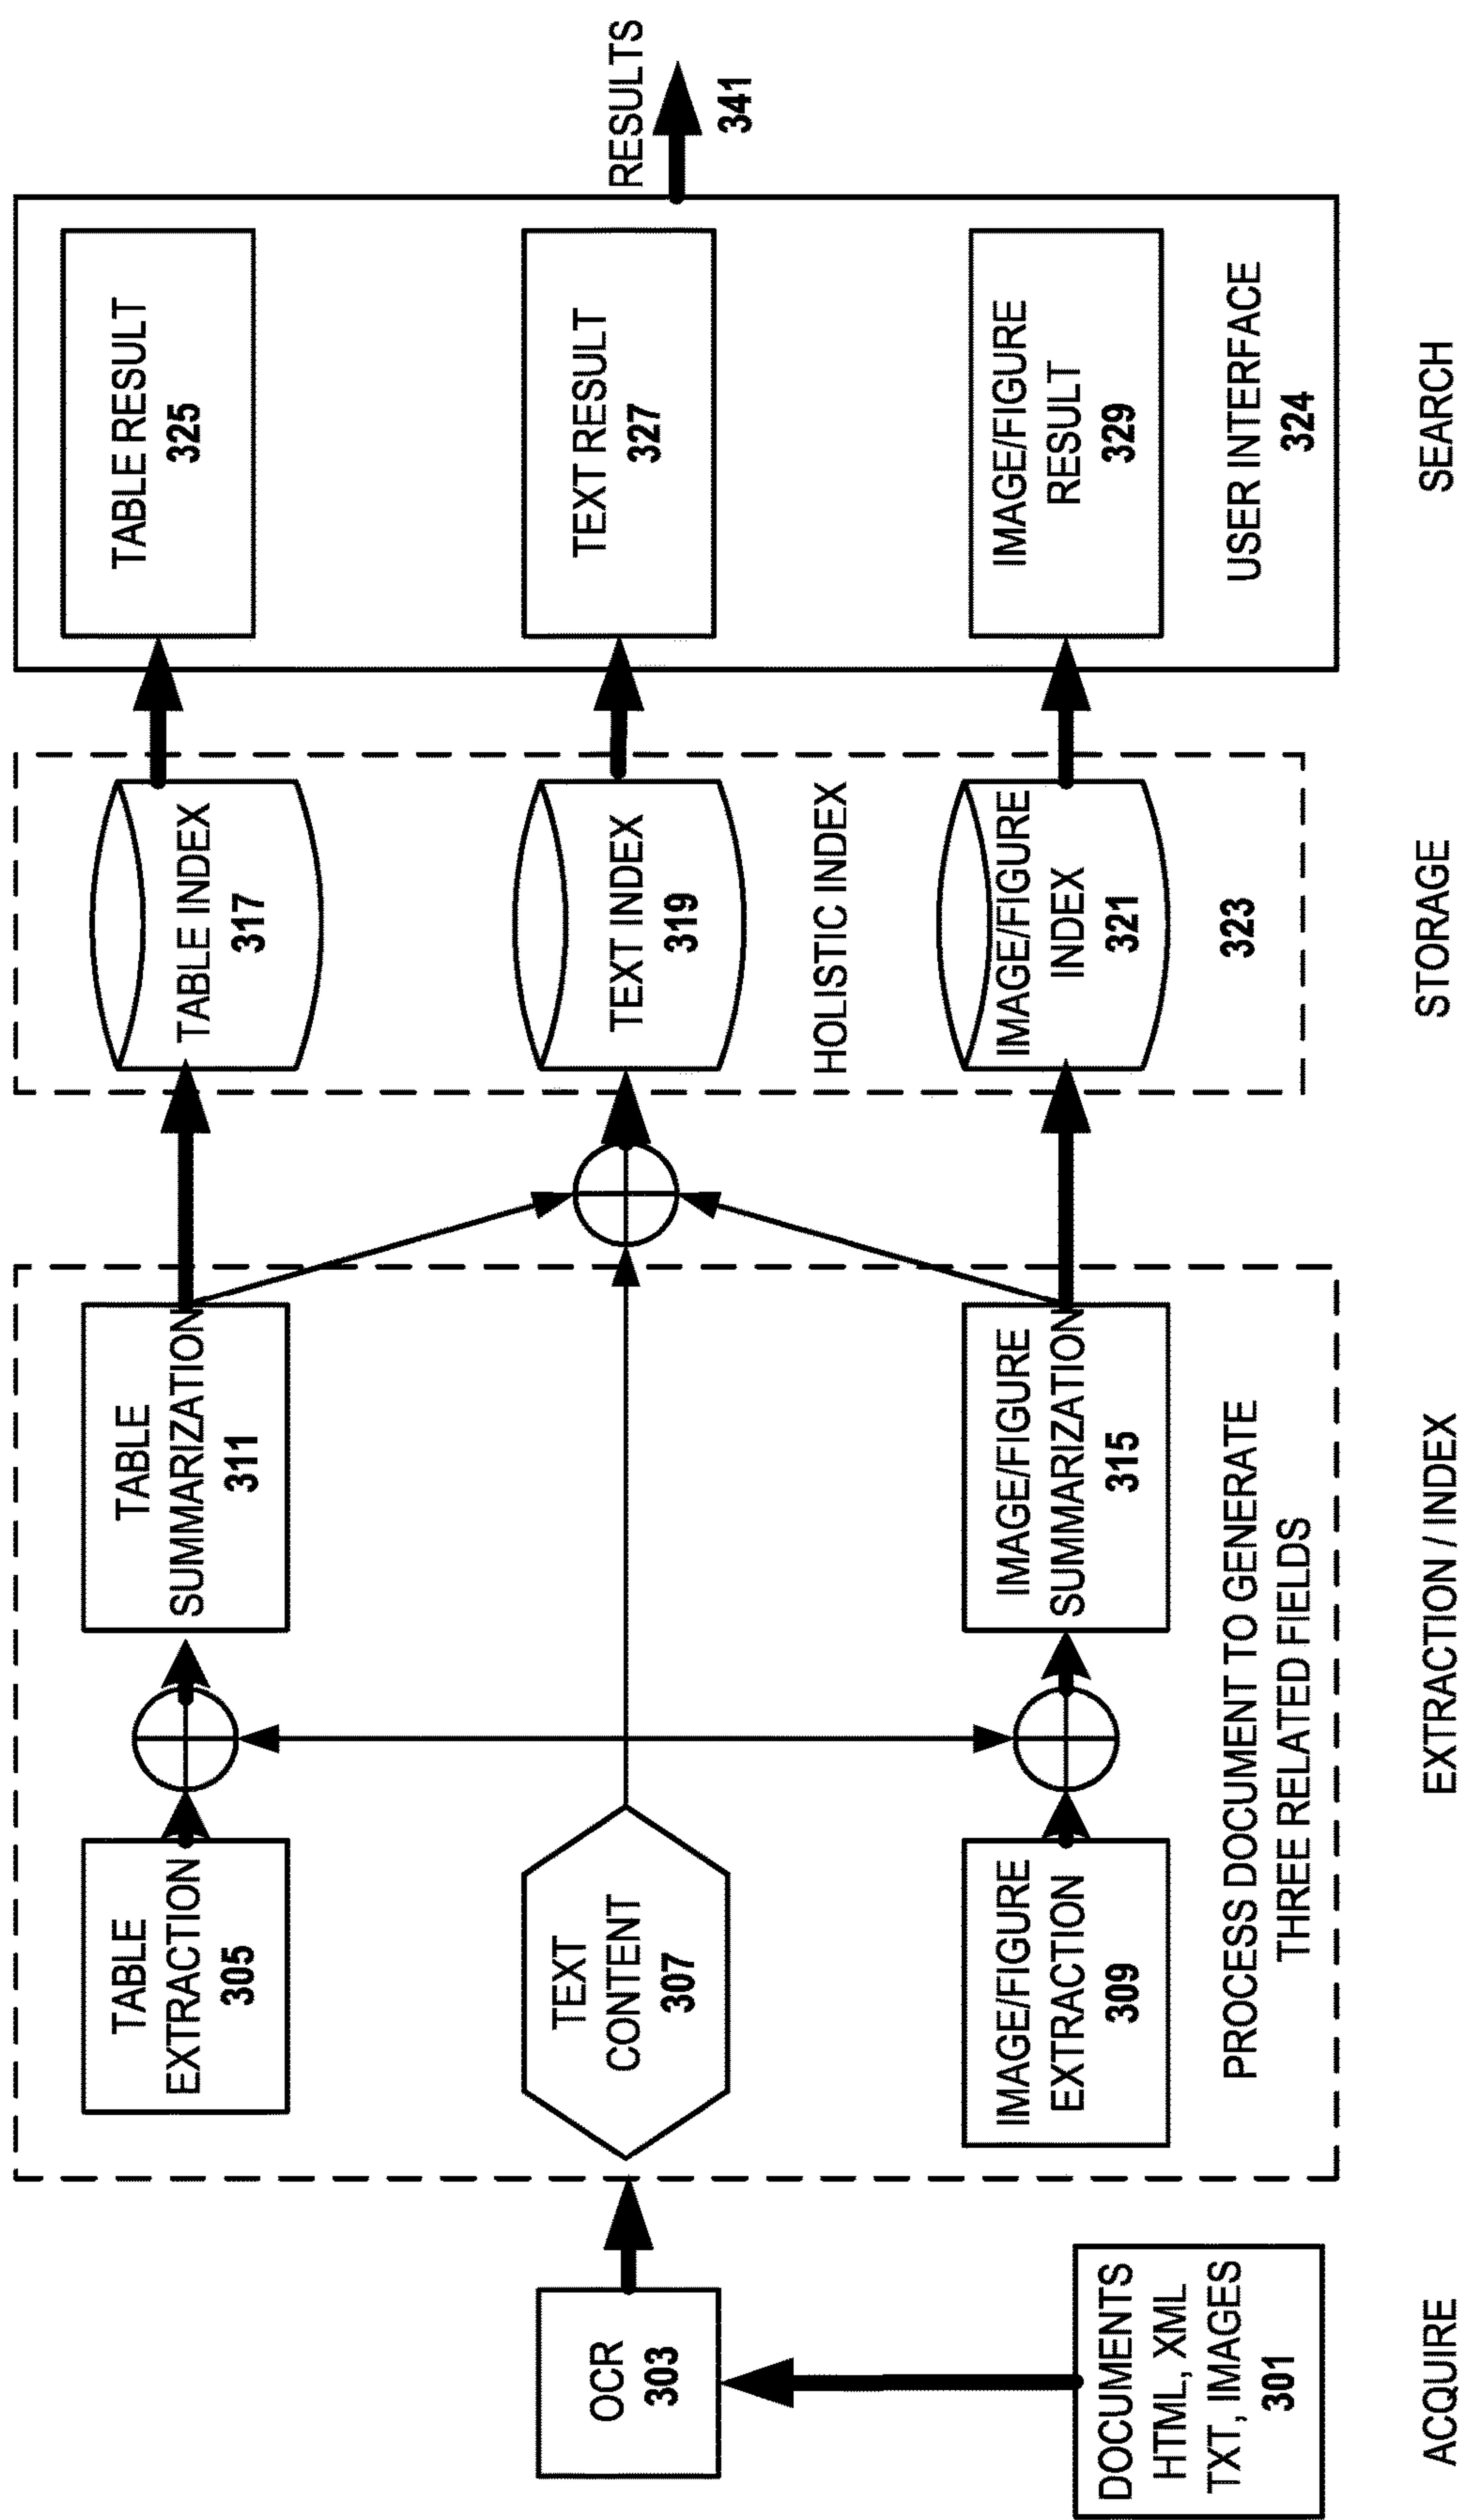 DOCUMENTS
HTML, XML
TXT, IMAGES
301
OCR
303
ACQUIRE
TABLE
EXTRACTION
305
TEXT
CONTENT
307
IMAGE/FIGURE
EXTRACTION
309
TABLE
SUMMARIZATION
311
IMAGE/FIGURE
SUMMARIZATION
315
PROCESS DOCUMENT TO GENERATE
THREE RELATED FIELDS
EXTRACTION / INDEX
TABLE INDEX
317
TEXT INDEX
319
HOLISTIC INDEX
IMAGE/FIGURE
INDEX
321
323
STORAGE
TABLE RESULT
325
TEXT RESULT
327
IMAGE/FIGURE
RESULT
329
USER INTERFACE
324
SEARCH
RESULTS
341